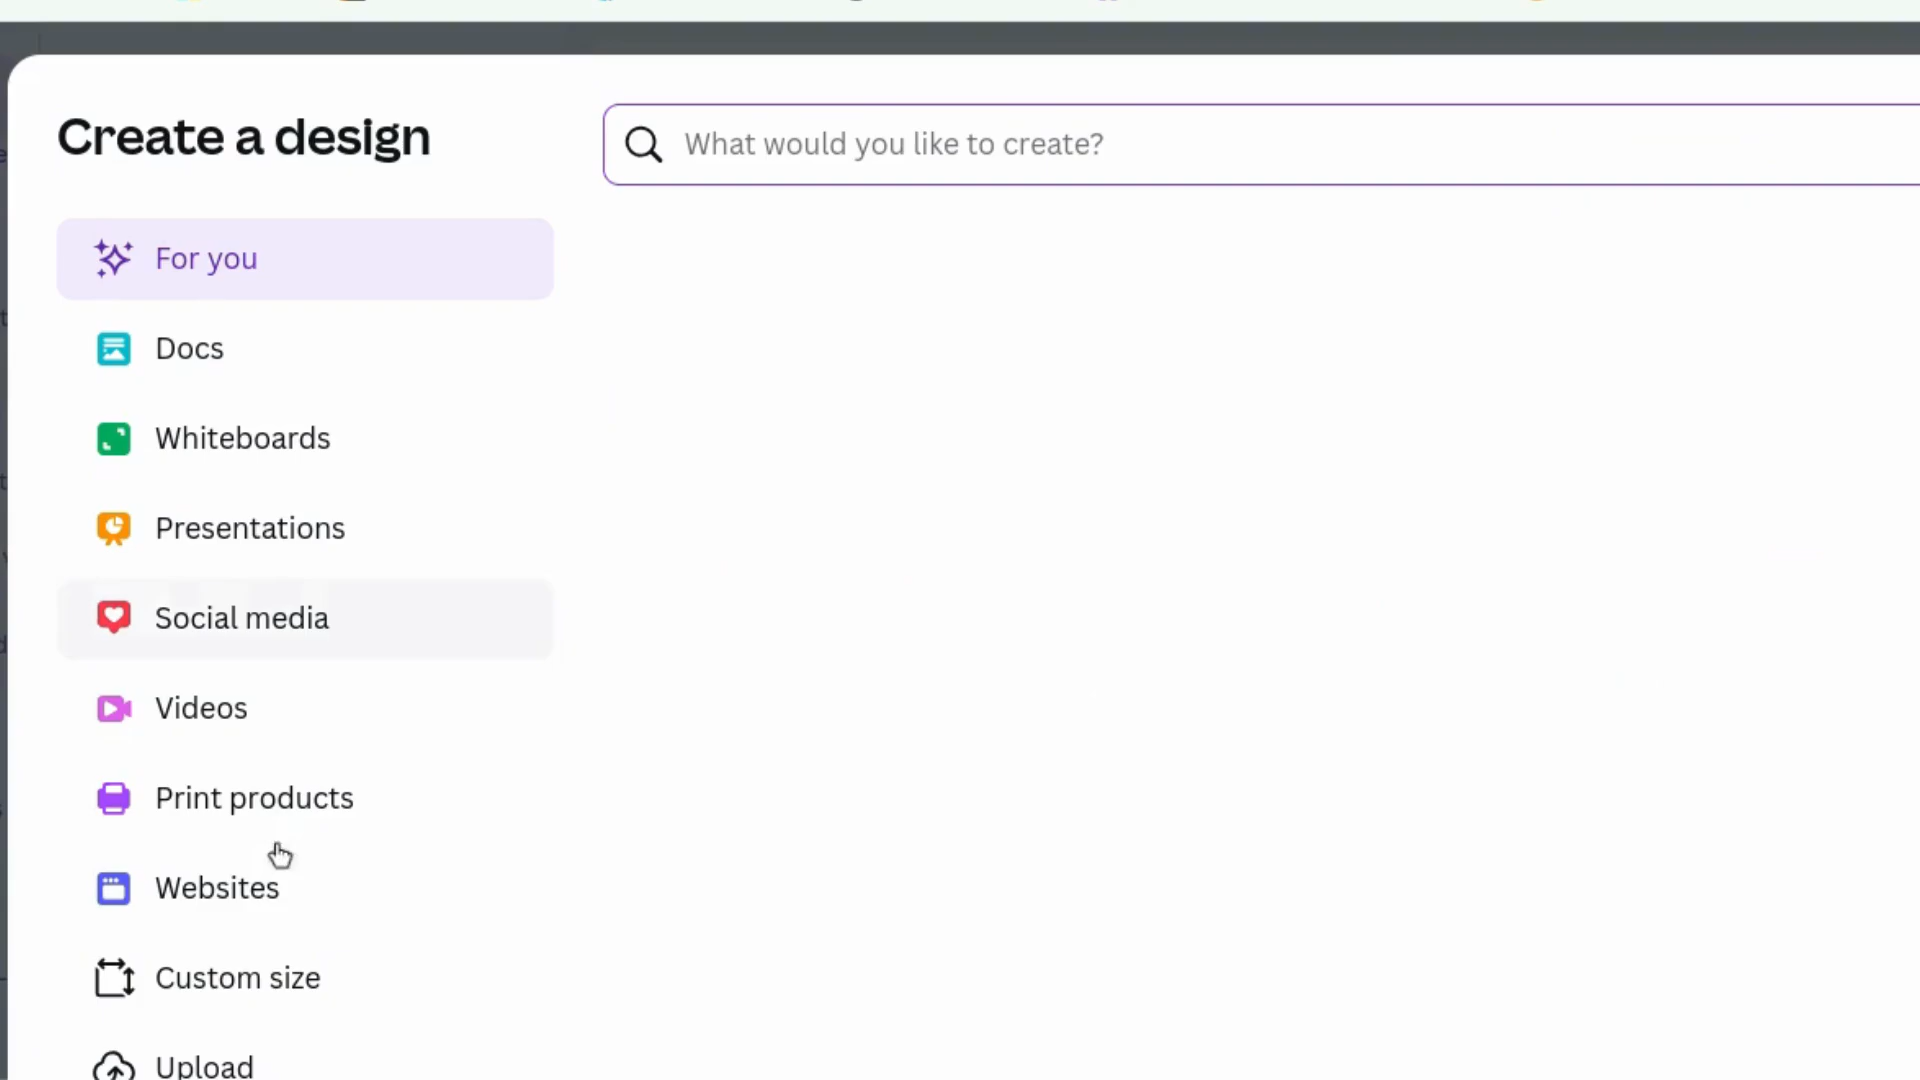 Create a design
What would you like to create?
For you
Docs
Whiteboards
Presentations
Social media
Videos
Print products
Websites
Custom size
Upload